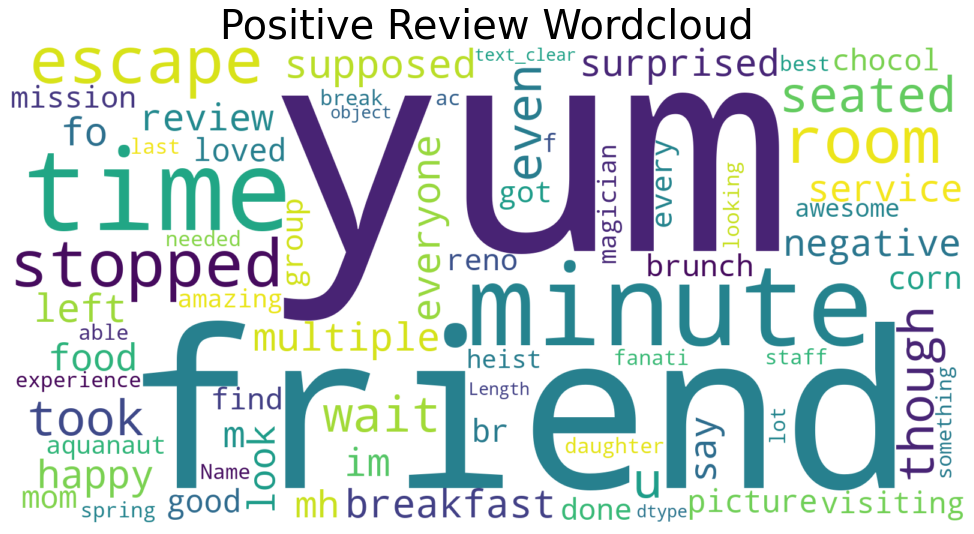 Positive Review Wordcloud
escape
supposed
text_clear
surprised
best
chocol
mission
break
ac
even
seated
fo
review
object
yum
room
last
loved
f
time
everyone
got
magician
every
looking
service
awesome
needed
group
negative
stopped
reno
brunch
corn
left
amazing
minute
able
multiple
though
food
heist
fanati
staff
experience
friend
Length
something
took
find
wait
br
daughter
say
lot
aquanaut
m
look
im
happy
Name
u
mom
spring
good
mh
breakfast
done
dtype
picture
visiting